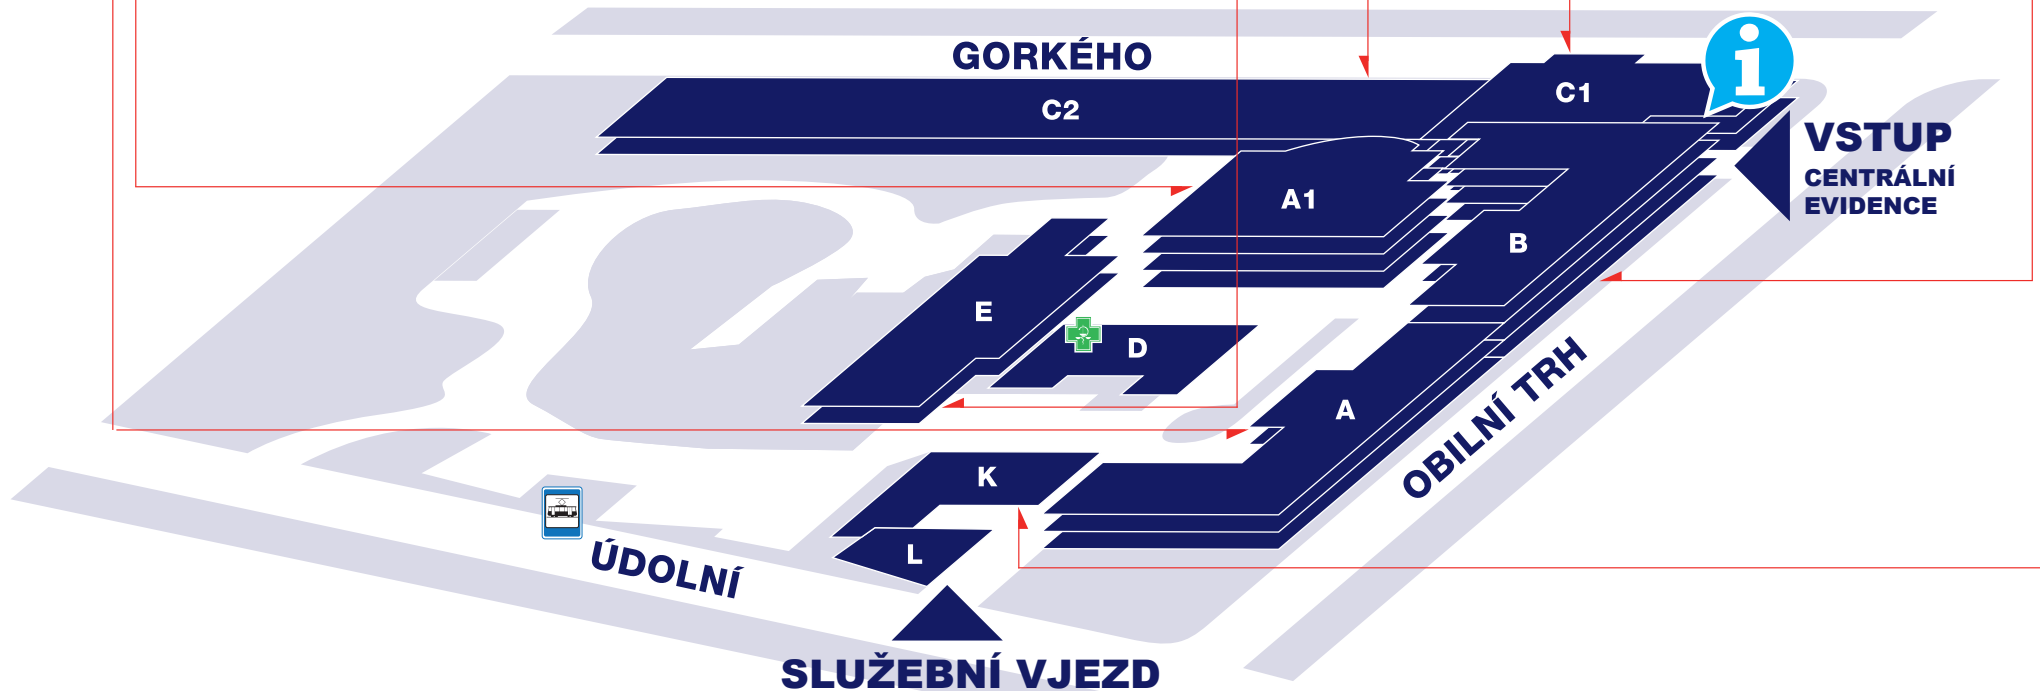 GORKÉHO
C2
C1
i
VSTUP
CENTRÁLNÍ
EVIDENCE
A1
B
E
D
A
OBILNÍ TRH
K
L
ÚDOLNÍ
SLUŽEBNÍ VJEZD